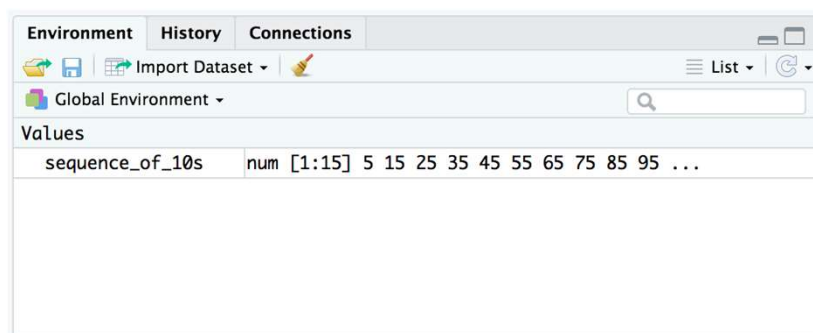 Environment History Connections
Import Dataset List
Global Environment
Values
sequence_of_10s num [1:15] 5 15 25 35 45 55 65 75 85 95 ...